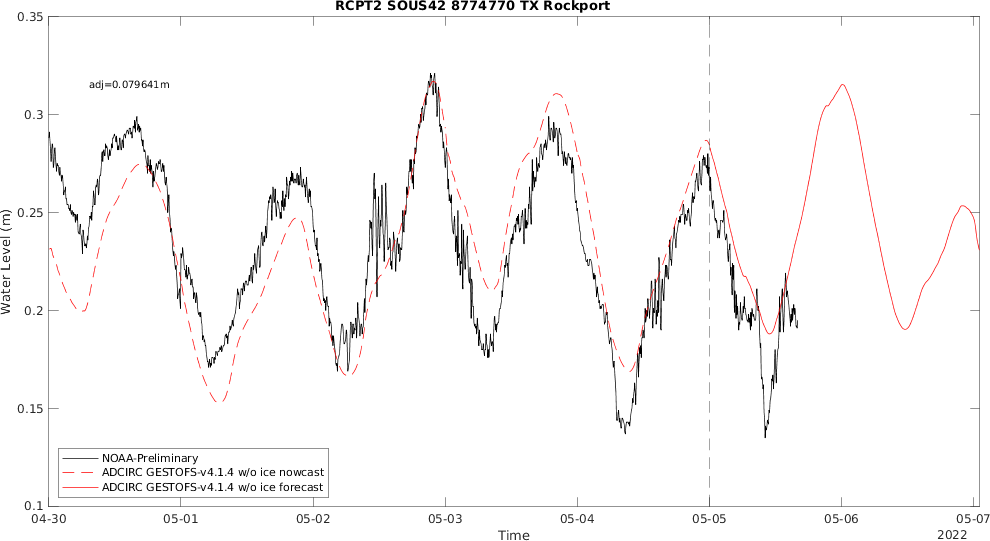 RCPT2 SOUS42 8774770 TX Rockport
0.35
adj=0.079641m
0.3
0.25
Water Level (m)
0.2
0.15
NOAA-Preliminary
ADCIRC GESTOFS-v4.1.4 w/o ice nowcast
ADCIRC GESTOFS-v4.1.4 w/o ice forecast
0.1
04-30 05-01 05-02 05-03 05-04 05-05 05-06 05-07
Time
2022